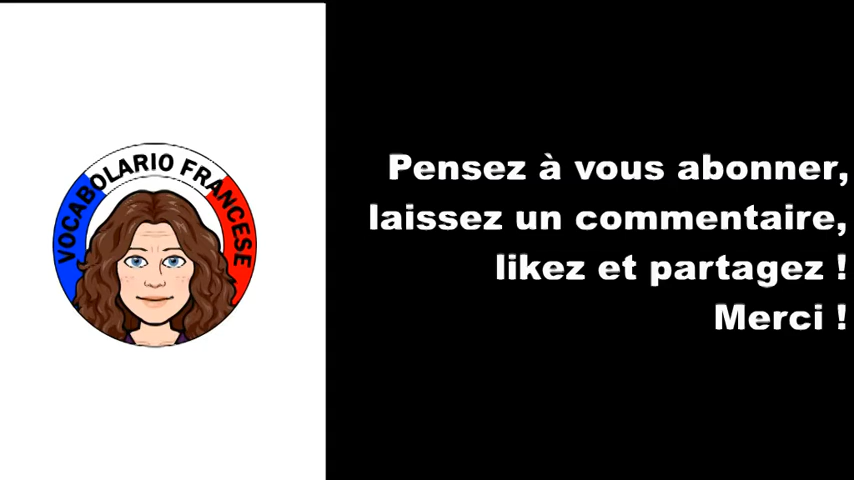 VOCABOLARIO FRANCESE
Pensez à vous abonner,
laissez un commentaire,
likez et partagez !
Merci !